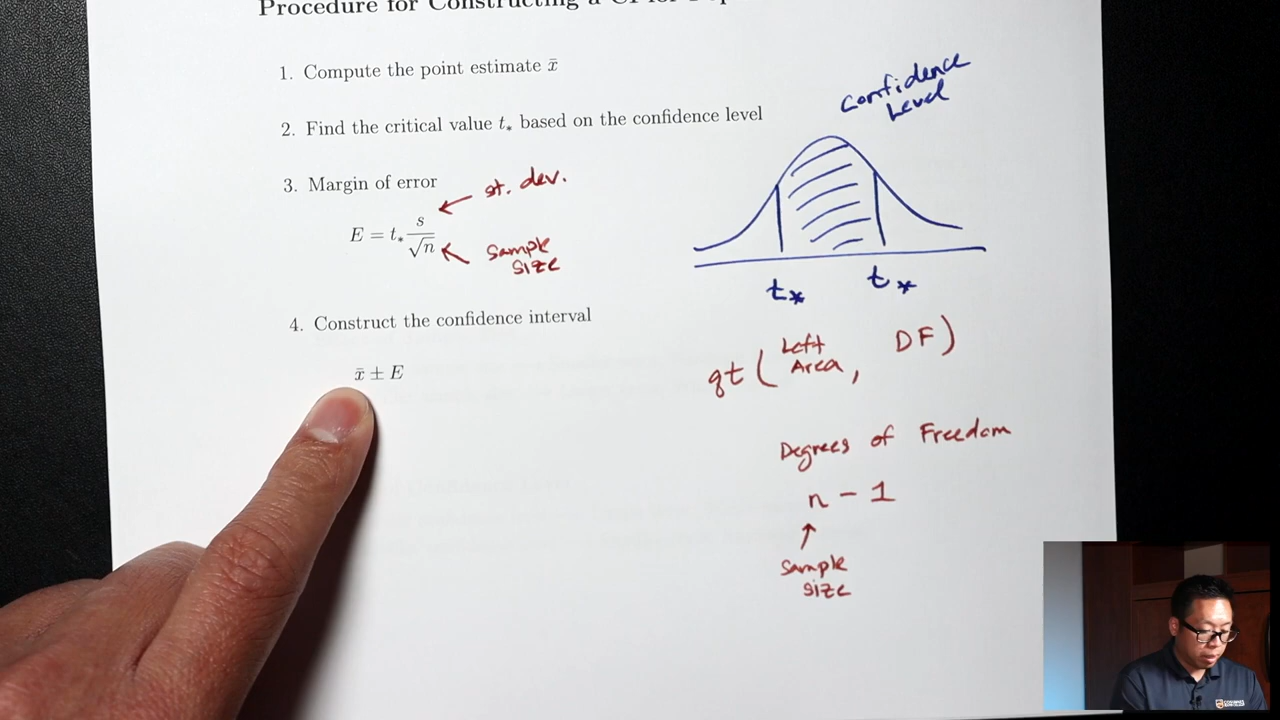 Procedure for Constructing a CI for
1. Compute the point estimate x̄
2. Find the critical value t* based on the confidence level
3. Margin of error
E = t* s/√n
st. dev.
sample
size
4. Construct the confidence interval
x̄ ± E
Confidence
Level
t* t*
qt ( Left Area, DF )
Degrees of Freedom
n - 1
↑
Sample
size